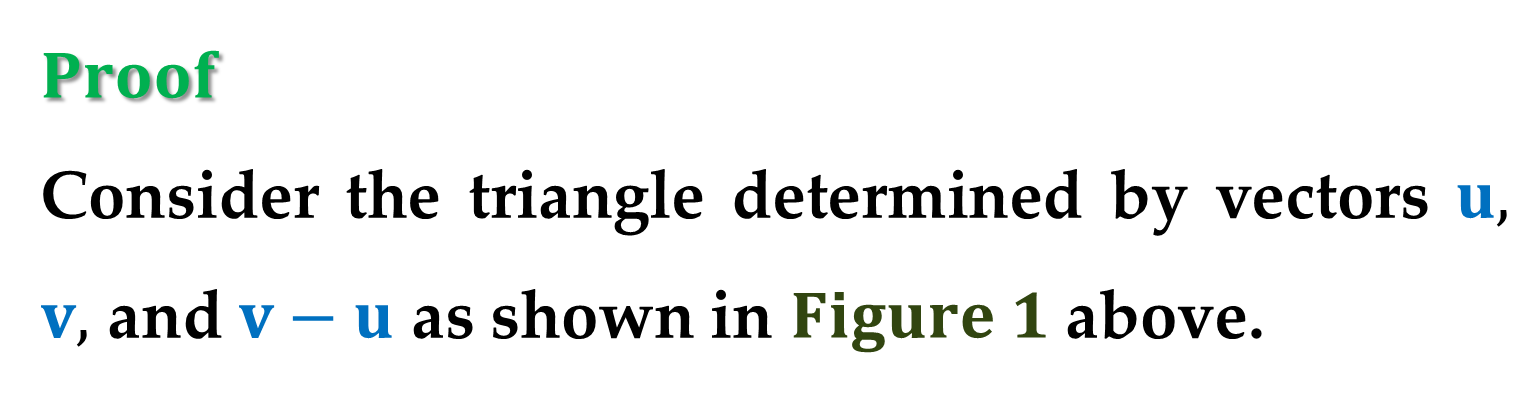 Proof
Consider the triangle determined by vectors u,
v, and v − u as shown in Figure 1 above.